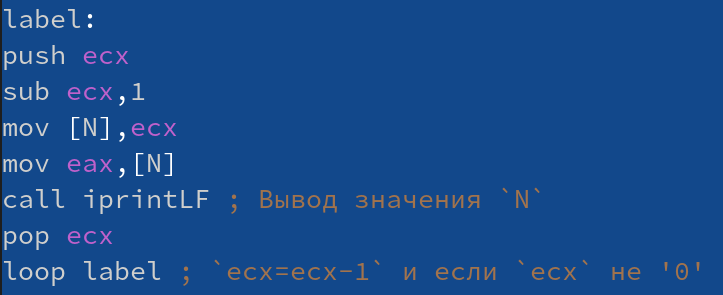 label:
push ecx
sub ecx,1
mov [N],ecx
mov eax,[N]
call iprintLF ; Вывод значения `N`
pop ecx
loop label ; `ecx=ecx-1` и если `ecx` не '0'